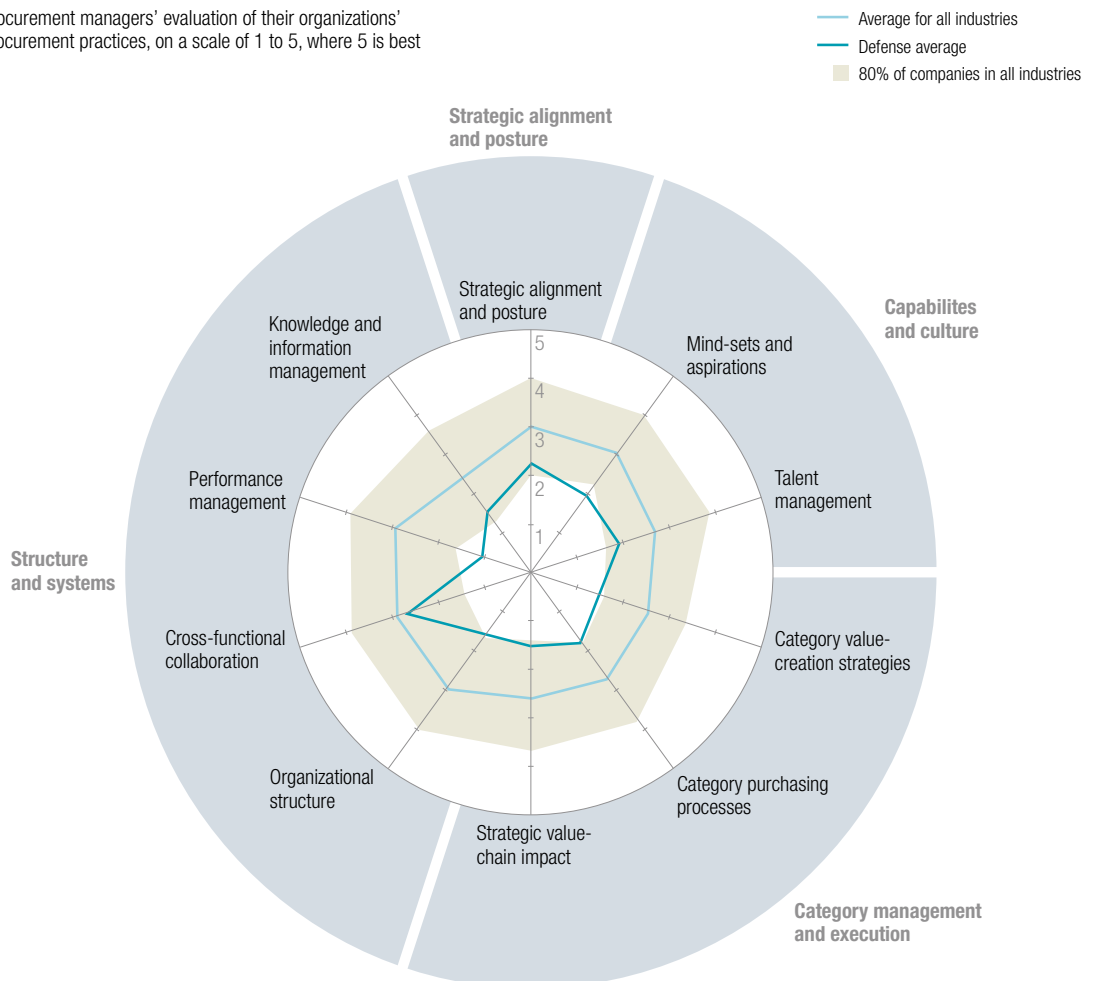 ocurement managers’ evaluation of their organizations’
ocurement practices, on a scale of 1 to 5, where 5 is best
Average for all industries
Defense average
80% of companies in all industries
Strategic alignment
and posture
Capabilites
and culture
Strategic alignment
and posture
Knowledge and
information
management
Mind-sets and
aspirations
5
4
3
2
1
Performance
management
Talent
management
Structure
and systems
Cross-functional
collaboration
Category value-
creation strategies
Organizational
structure
Category purchasing
processes
Strategic value-
chain impact
Category management
and execution